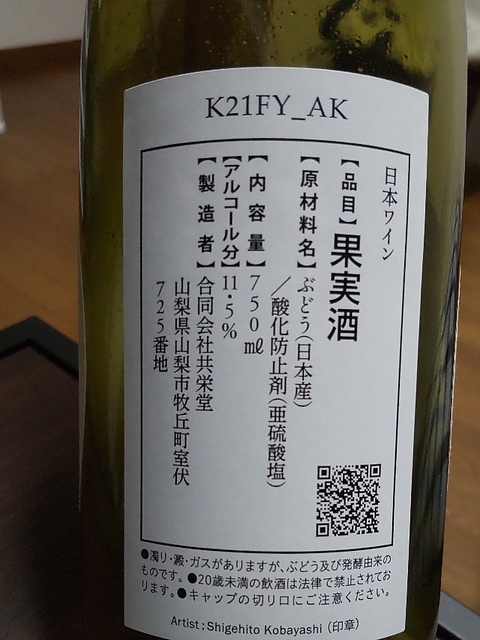 K21FY_AK
日本ワイン
【品目】果実酒
【原材料名】ぶどう(日本産)
／酸化防止剤(亜硫酸塩)
【内容量】750㎖
【アルコール分】11.5%
【製造者】合同会社共栄堂
山梨県山梨市牧丘町室伏
725番地
●濁り・澱・ガスがありますが、ぶどう及び発酵由来の
ものです。●20歳未満の飲酒は法律で禁止されてお
ります。●キャップの切り口にご注意ください。
Artist:Shigehito Kobayashi（印章）